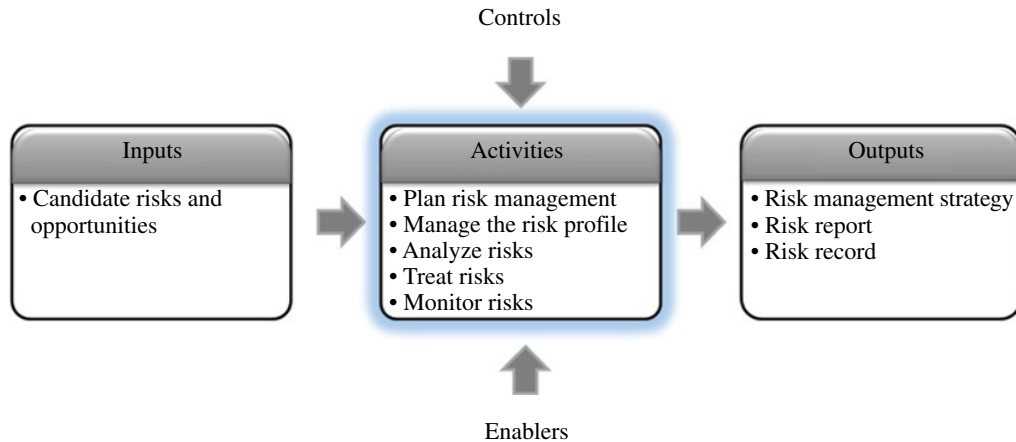 Controls
Inputs
• Candidate risks and
opportunities
Activities
• Plan risk management
• Manage the risk profile
• Analyze risks
• Treat risks
• Monitor risks
Outputs
• Risk management strategy
• Risk report
• Risk record
Enablers